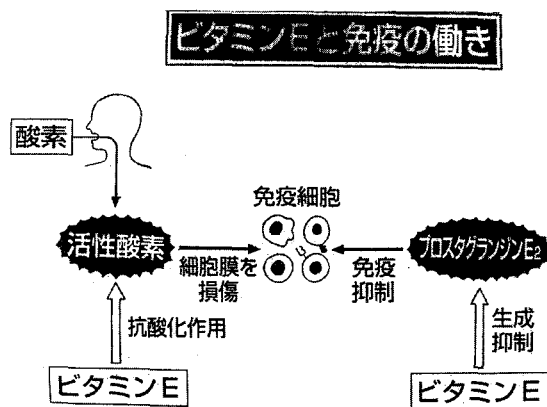 ビタミンEと免疫の働き
酸素
免疫細胞
活性酸素
プロスタグランジンE₂
細胞膜を
損傷
免疫
抑制
抗酸化作用
生成
抑制
ビタミンE
ビタミンE